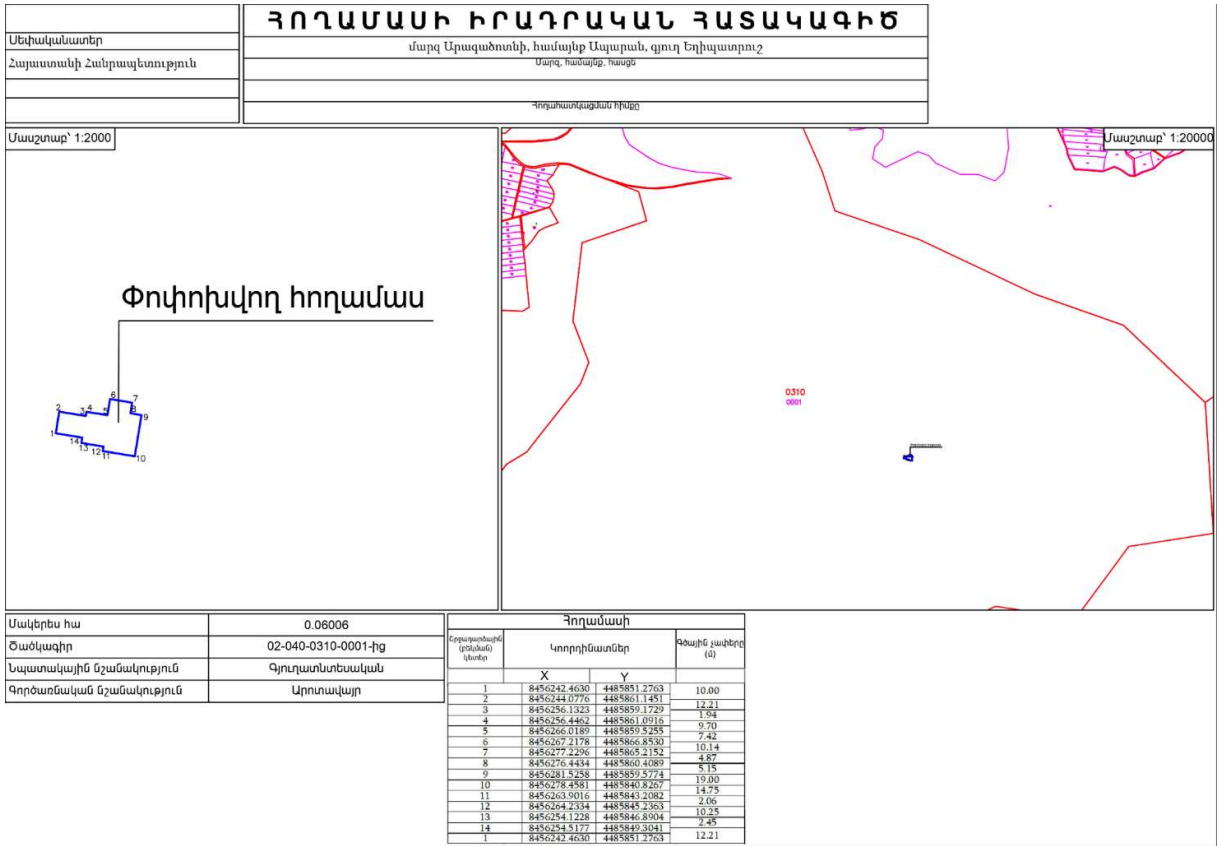 ՀՈՂԱՄԱՍԻ ԻՐԱԴՐԱԿԱՆ ՀԱՏԱԿԱԳԻԾ
Սեփականատեր
մարզ Արագածոտնի, համայնք Ապարան, գյուղ Եղիպատրուշ
Հայաստանի Հանրապետություն
Մարզ, համայնք, հասցե
Հողահատկացման հիմքը
Մասշտաբ՝ 1:2000
Մասշտաբ՝ 1:20000
Փոփոխվող հողամաս
1
2
3
4
5
6
7
8
9
10
11
12
13
14
0310
0001
Մակերես հա 0.06006
Ծածկագիր 02-040-0310-0001-ից
Նպատակային նշանակություն Գյուղատնտեսական
Գործառնական նշանակություն Արոտավայր
Հողամասի
Շրջադարձային (բեկման) կետեր Կոորդինատներ Գծային չափերը (մ)
X Y
1 8456242.4630 4485851.2763
10.00
2 8456244.0776 4485861.1451
12.21
3 8456256.1323 4485859.1729
1.94
4 8456256.4462 4485861.0916
9.70
5 8456266.0189 4485859.5255
7.42
6 8456267.2178 4485866.8530
10.14
7 8456277.2296 4485865.2152
4.87
8 8456276.4434 4485860.4089
5.15
9 8456281.5258 4485859.5774
19.00
10 8456278.4581 4485840.8267
14.75
11 8456263.9016 4485843.2082
2.06
12 8456264.2334 4485845.2363
10.25
13 8456254.1228 4485846.8904
2.45
14 8456254.5177 4485849.3041
12.21
1 8456242.4630 4485851.2763